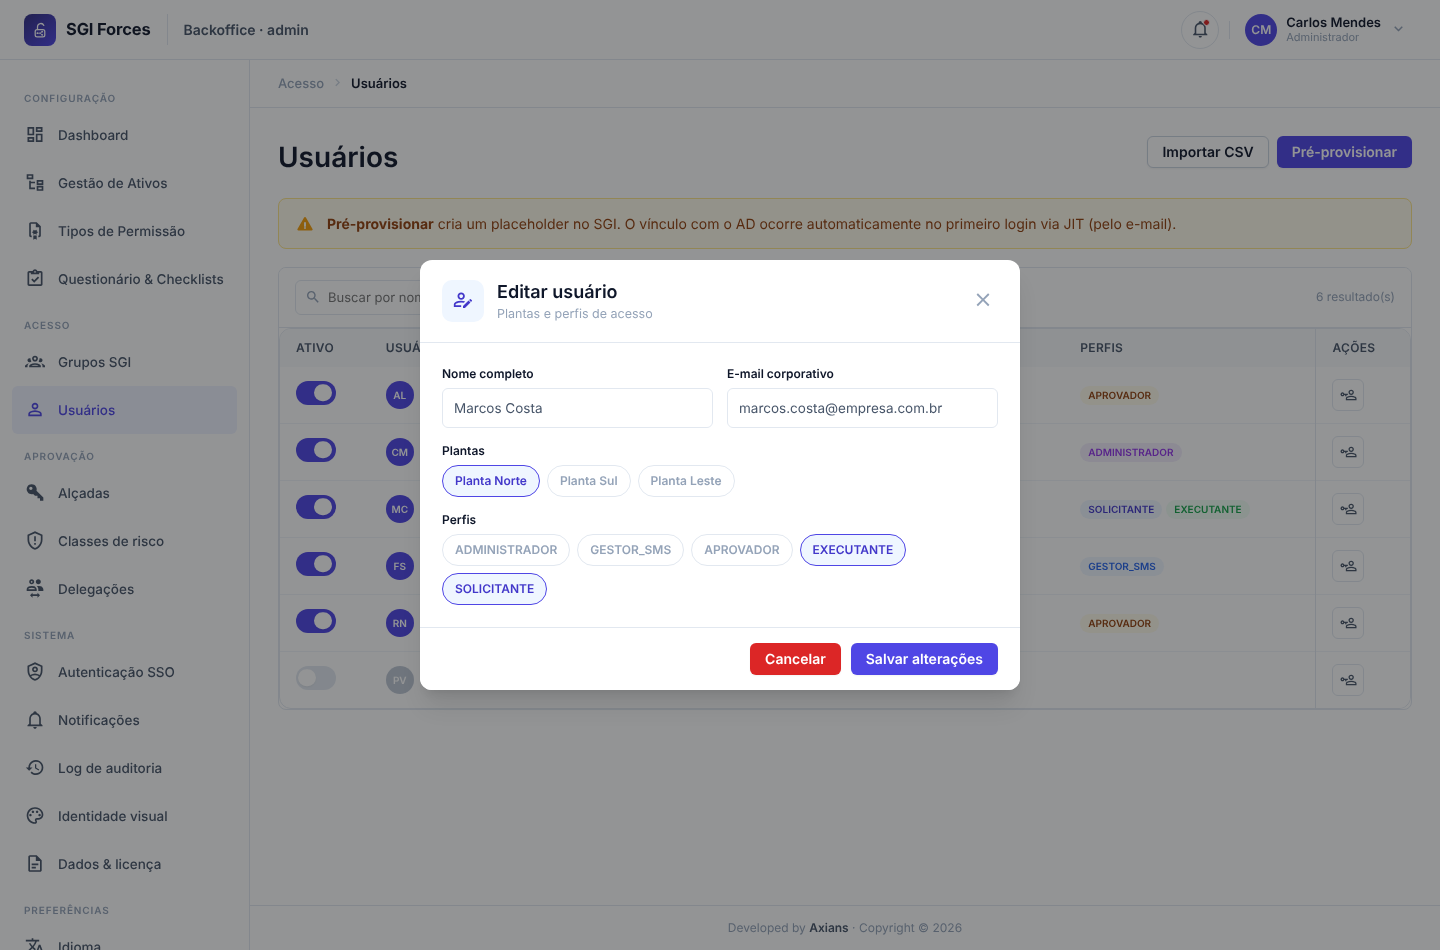 SGI Forces
Backoffice · admin
CM
Carlos Mendes
Administrador
CONFIGURAÇÃO
Dashboard
Gestão de Ativos
Tipos de Permissão
Questionário & Checklists
ACESSO
Grupos SGI
Usuários
APROVAÇÃO
Alçadas
Classes de risco
Delegações
SISTEMA
Autenticação SSO
Notificações
Log de auditoria
Identidade visual
Dados & licença
PREFERÊNCIAS
Idioma
Acesso > Usuários
Usuários
Importar CSV
Pré-provisionar
Pré-provisionar cria um placeholder no SGI. O vínculo com o AD ocorre automaticamente no primeiro login via JIT (pelo e-mail).
Buscar por
6 resultado(s)
ATIVO
PERFIS
AÇÕES
AL
APROVADOR
CM
ADMINISTRADOR
MC
SOLICITANTE EXECUTANTE
FS
GESTOR_SMS
RN
APROVADOR
PV
Editar usuário
Plantas e perfis de acesso
Nome completo
Marcos Costa
E-mail corporativo
marcos.costa@empresa.com.br
Plantas
Planta Norte Planta Sul Planta Leste
Perfis
ADMINISTRADOR GESTOR_SMS APROVADOR EXECUTANTE
SOLICITANTE
Cancelar Salvar alterações
Developed by Axians · Copyright © 2026